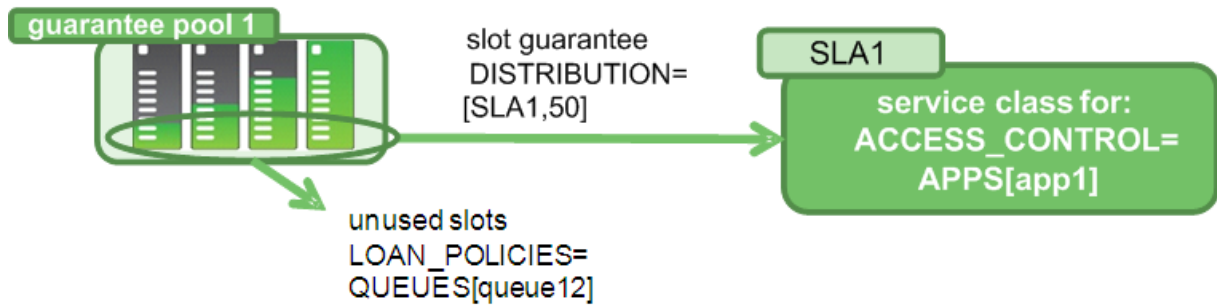 guarantee pool 1
slot guarantee
DISTRIBUTION=
[SLA1,50]
SLA1
service class for:
ACCESS_CONTROL=
APPS[app1]
unused slots
LOAN_POLICIES=
QUEUES[queue12]